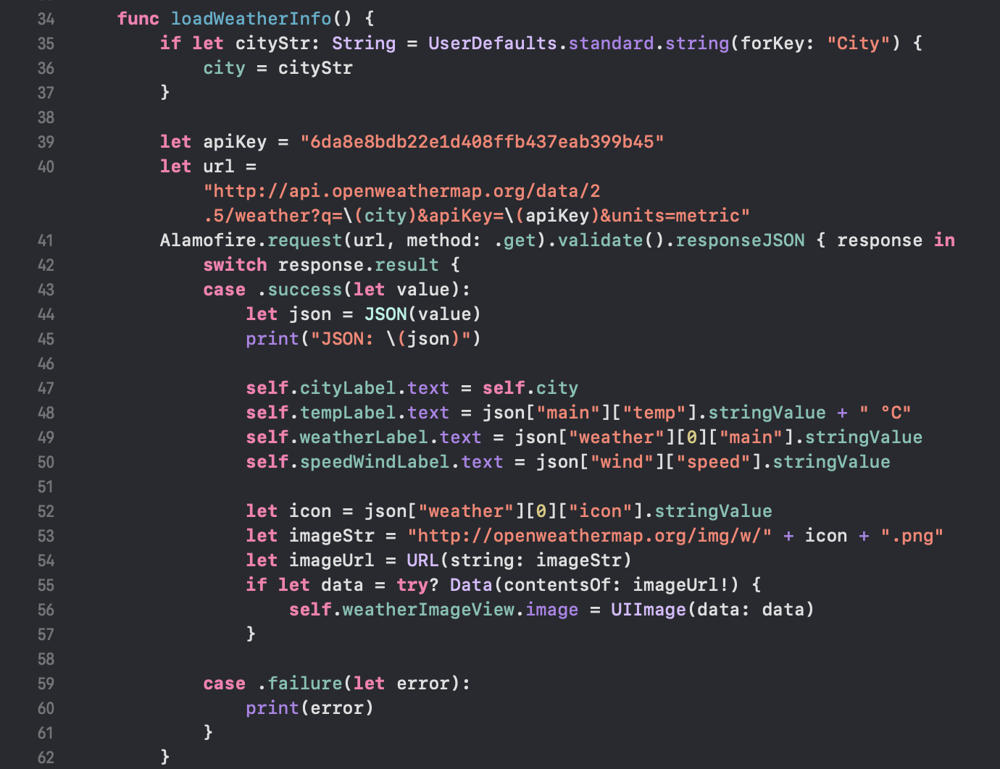 34 func loadWeatherInfo() {
35 if let cityStr: String = UserDefaults.standard.string(forKey: "City") {
36 city = cityStr
37 }
38
39 let apiKey = "6da8e8bdb22e1d408ffb437eab399b45"
40 let url =
"http://api.openweathermap.org/data/2
.5/weather?q=\(city)&apiKey=\(apiKey)&units=metric"
41 Alamofire.request(url, method: .get).validate().responseJSON { response in
42 switch response.result {
43 case .success(let value):
44 let json = JSON(value)
45 print("JSON: \(json)")
46
47 self.cityLabel.text = self.city
48 self.tempLabel.text = json["main"]["temp"].stringValue + " °C"
49 self.weatherLabel.text = json["weather"][0]["main"].stringValue
50 self.speedWindLabel.text = json["wind"]["speed"].stringValue
51
52 let icon = json["weather"][0]["icon"].stringValue
53 let imageStr = "http://openweathermap.org/img/w/" + icon + ".png"
54 let imageUrl = URL(string: imageStr)
55 if let data = try? Data(contentsOf: imageUrl!) {
56 self.weatherImageView.image = UIImage(data: data)
57 }
58
59 case .failure(let error):
60 print(error)
61 }
62 }